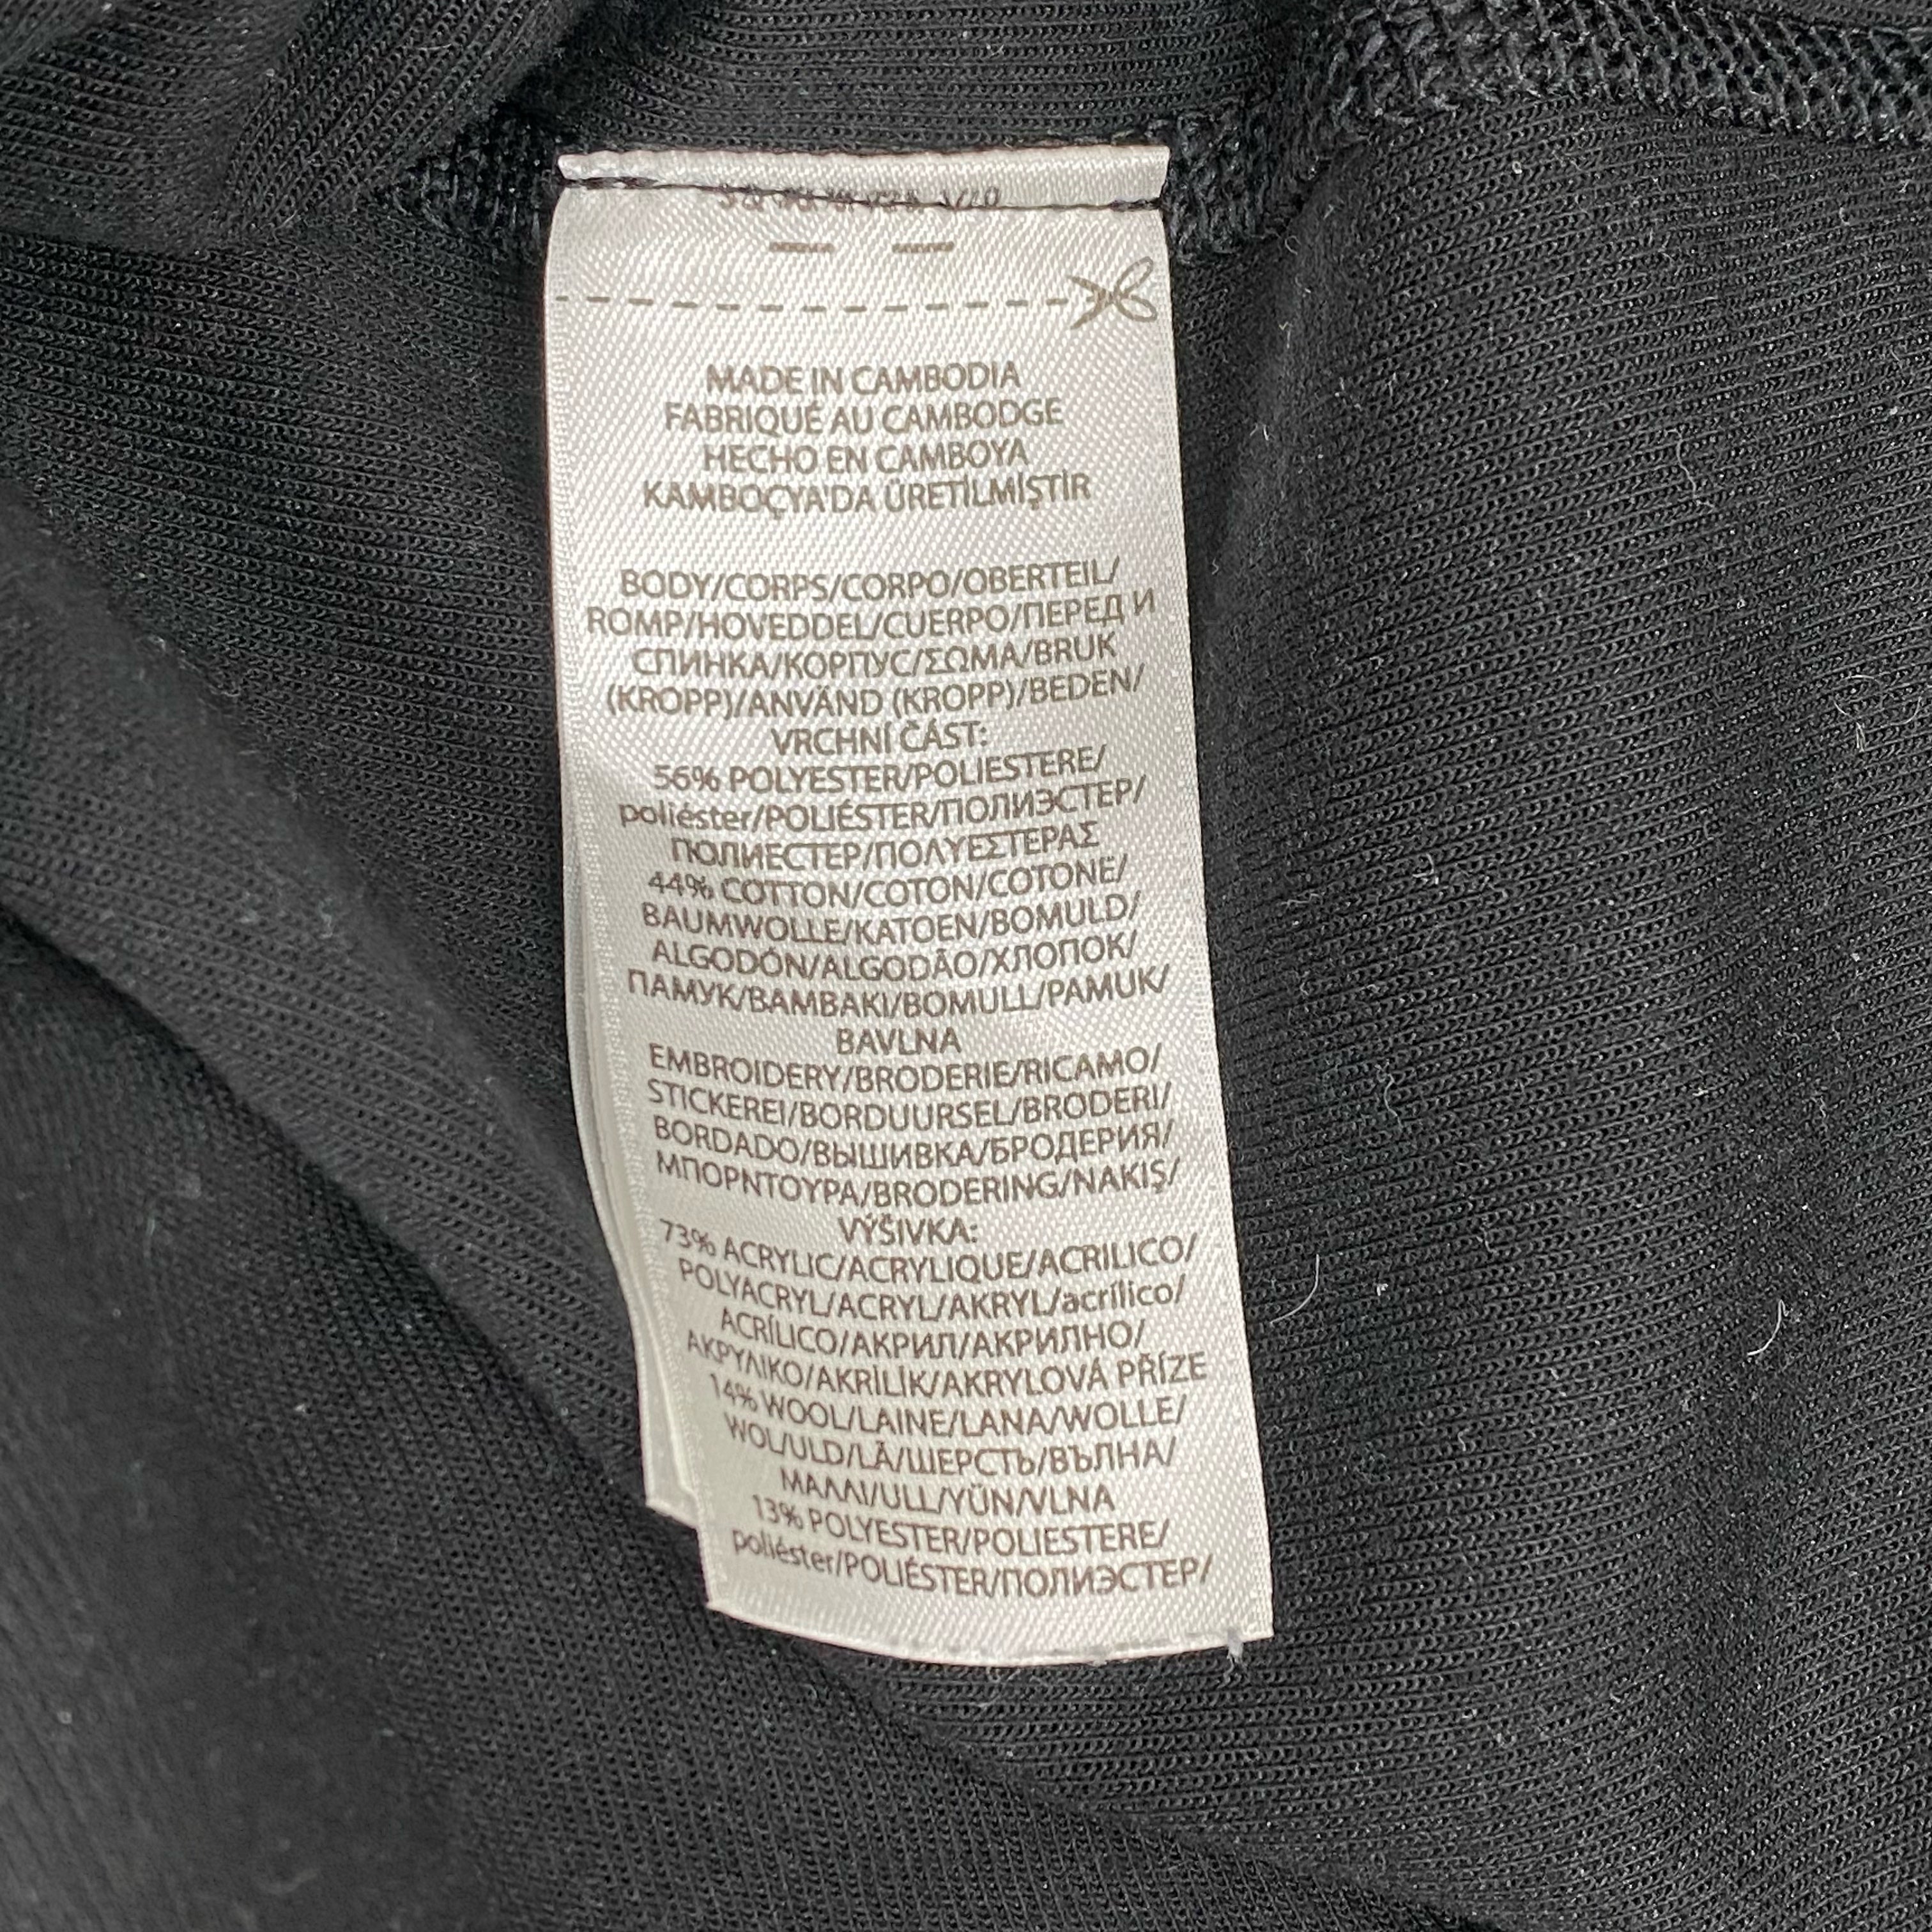 MADE IN CAMBODIA
FABRIQUÉ AU CAMBODGE
HECHO EN CAMBOYA
KAMBOÇYA'DA ÜRETİLMİŞTİR
BODY/CORPS/CORPO/OBERTEIL/
ROMP/HOVEDDEL/CUERPO/ПЕРЕД И
СПИНКА/КОРПУС/ΣΩΜΑ/BRUK
(KROPP)/ANVÄND (KROPP)/BEDEN/
VRCHNÍ ČÁST:
56% POLYESTER/POLIESTERE/
poliéster/POLIÉSTER/ПОЛИЭСТЕР/
ПОЛИЕСТЕР/ΠΟΛΥΕΣΤΕΡΑΣ
44% COTTON/COTON/COTONE/
BAUMWOLLE/KATOEN/BOMULD/
ALGODÓN/ALGODÃO/ХЛОПОК/
ПАМУК/BAMBAKI/BOMULL/PAMUK/
BAVLNA
EMBROIDERY/BRODERIE/RICAMO/
STICKEREI/BORDUURSEL/BRODERI/
BORDADO/ВЫШИВКА/БРОДЕРИЯ/
ΜΠΟΡΝΤΟΥΡΑ/BRODERING/NAKIŞ/
VÝŠIVKA:
73% ACRYLIC/ACRYLIQUE/ACRILICO/
POLYACRYL/ACRYL/AKRYL/acrílico/
ACRÍLICO/АКРИЛ/АКРИЛНО/
ΑΚΡΥΛΙΚΟ/AKRİLİK/AKRYLOVÁ PŘÍZE
14% WOOL/LAINE/LANA/WOLLE/
WOL/ULD/LÃ/ШЕРСТЬ/ВЪЛНА/
ΜΑΛΛΙ/ULL/YÜN/VLNA
13% POLYESTER/POLIESTERE/
poliéster/POLIÉSTER/ПОЛИЭСТЕР/